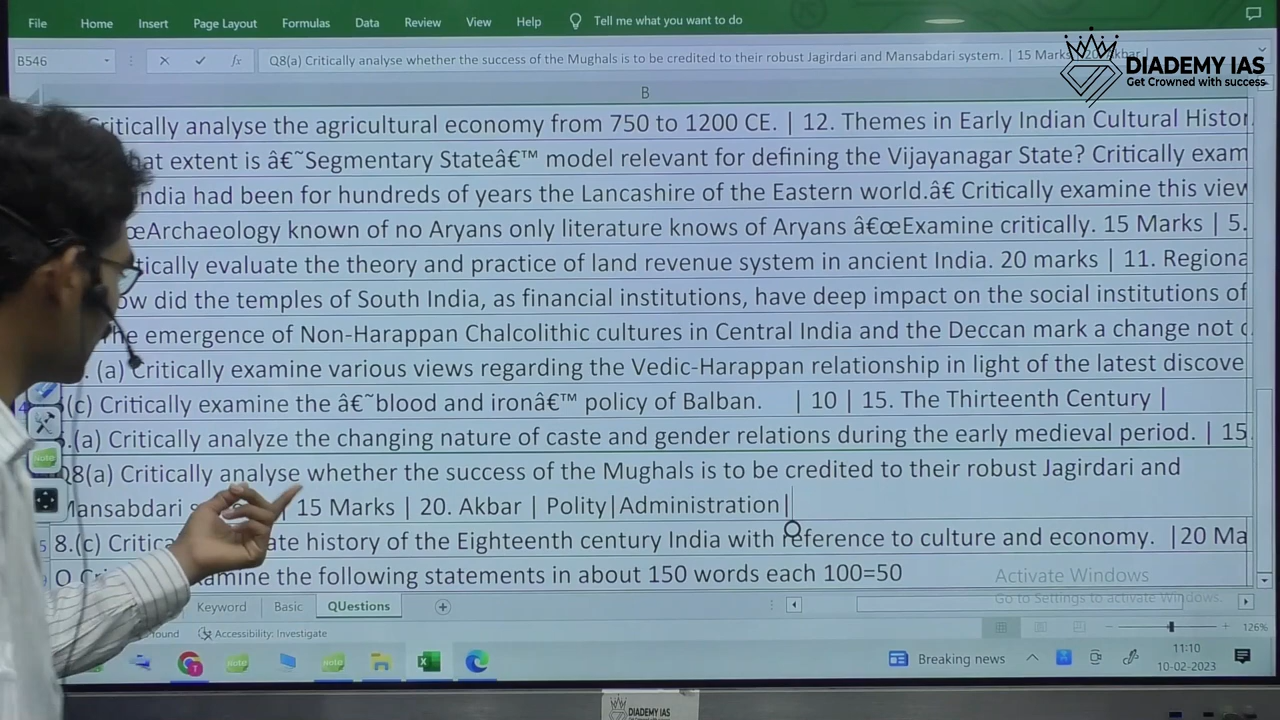 File Home Insert Page Layout Formulas Data Review View Help Tell me what you want to do
B546 fx Q8(a) Critically analyse whether the success of the Mughals is to be credited to their robust Jagirdari and Mansabdari system. | 15 Marks
DIADEMY IAS
Get Crowned with success
B
Critically analyse the agricultural economy from 750 to 1200 CE. | 12. Themes in Early Indian Cultural Histor
extent is â€˜Segmentary Stateâ€™ model relevant for defining the Vijayanagar State? Critically exam
India had been for hundreds of years the Lancashire of the Eastern world.â€ Critically examine this view
œArchaeology known of no Aryans only literature knows of Aryans â€œExamine critically. 15 Marks | 5.
evaluate the theory and practice of land revenue system in ancient India. 20 marks | 11. Regiona
did the temples of South India, as financial institutions, have deep impact on the social institutions of
The emergence of Non-Harappan Chalcolithic cultures in Central India and the Deccan mark a change not
(a) Critically examine various views regarding the Vedic-Harappan relationship in light of the latest discove
(c) Critically examine the â€˜blood and ironâ€™ policy of Balban. | 10 | 15. The Thirteenth Century |
.(a) Critically analyze the changing nature of caste and gender relations during the early medieval period. | 15
Q8(a) Critically analyse whether the success of the Mughals is to be credited to their robust Jagirdari and
Mansabdari | 15 Marks | 20. Akbar | Polity|Administration|
8.(c) history of the Eighteenth century India with reference to culture and economy. |20 Ma
the following statements in about 150 words each 100=50
Activate Windows
Go to Settings to activate Windows.
Keyword Basic QUestions
Accessibility: Investigate 126%
note note
note
Breaking news 11:10
10-02-2023
DIADEMY IAS